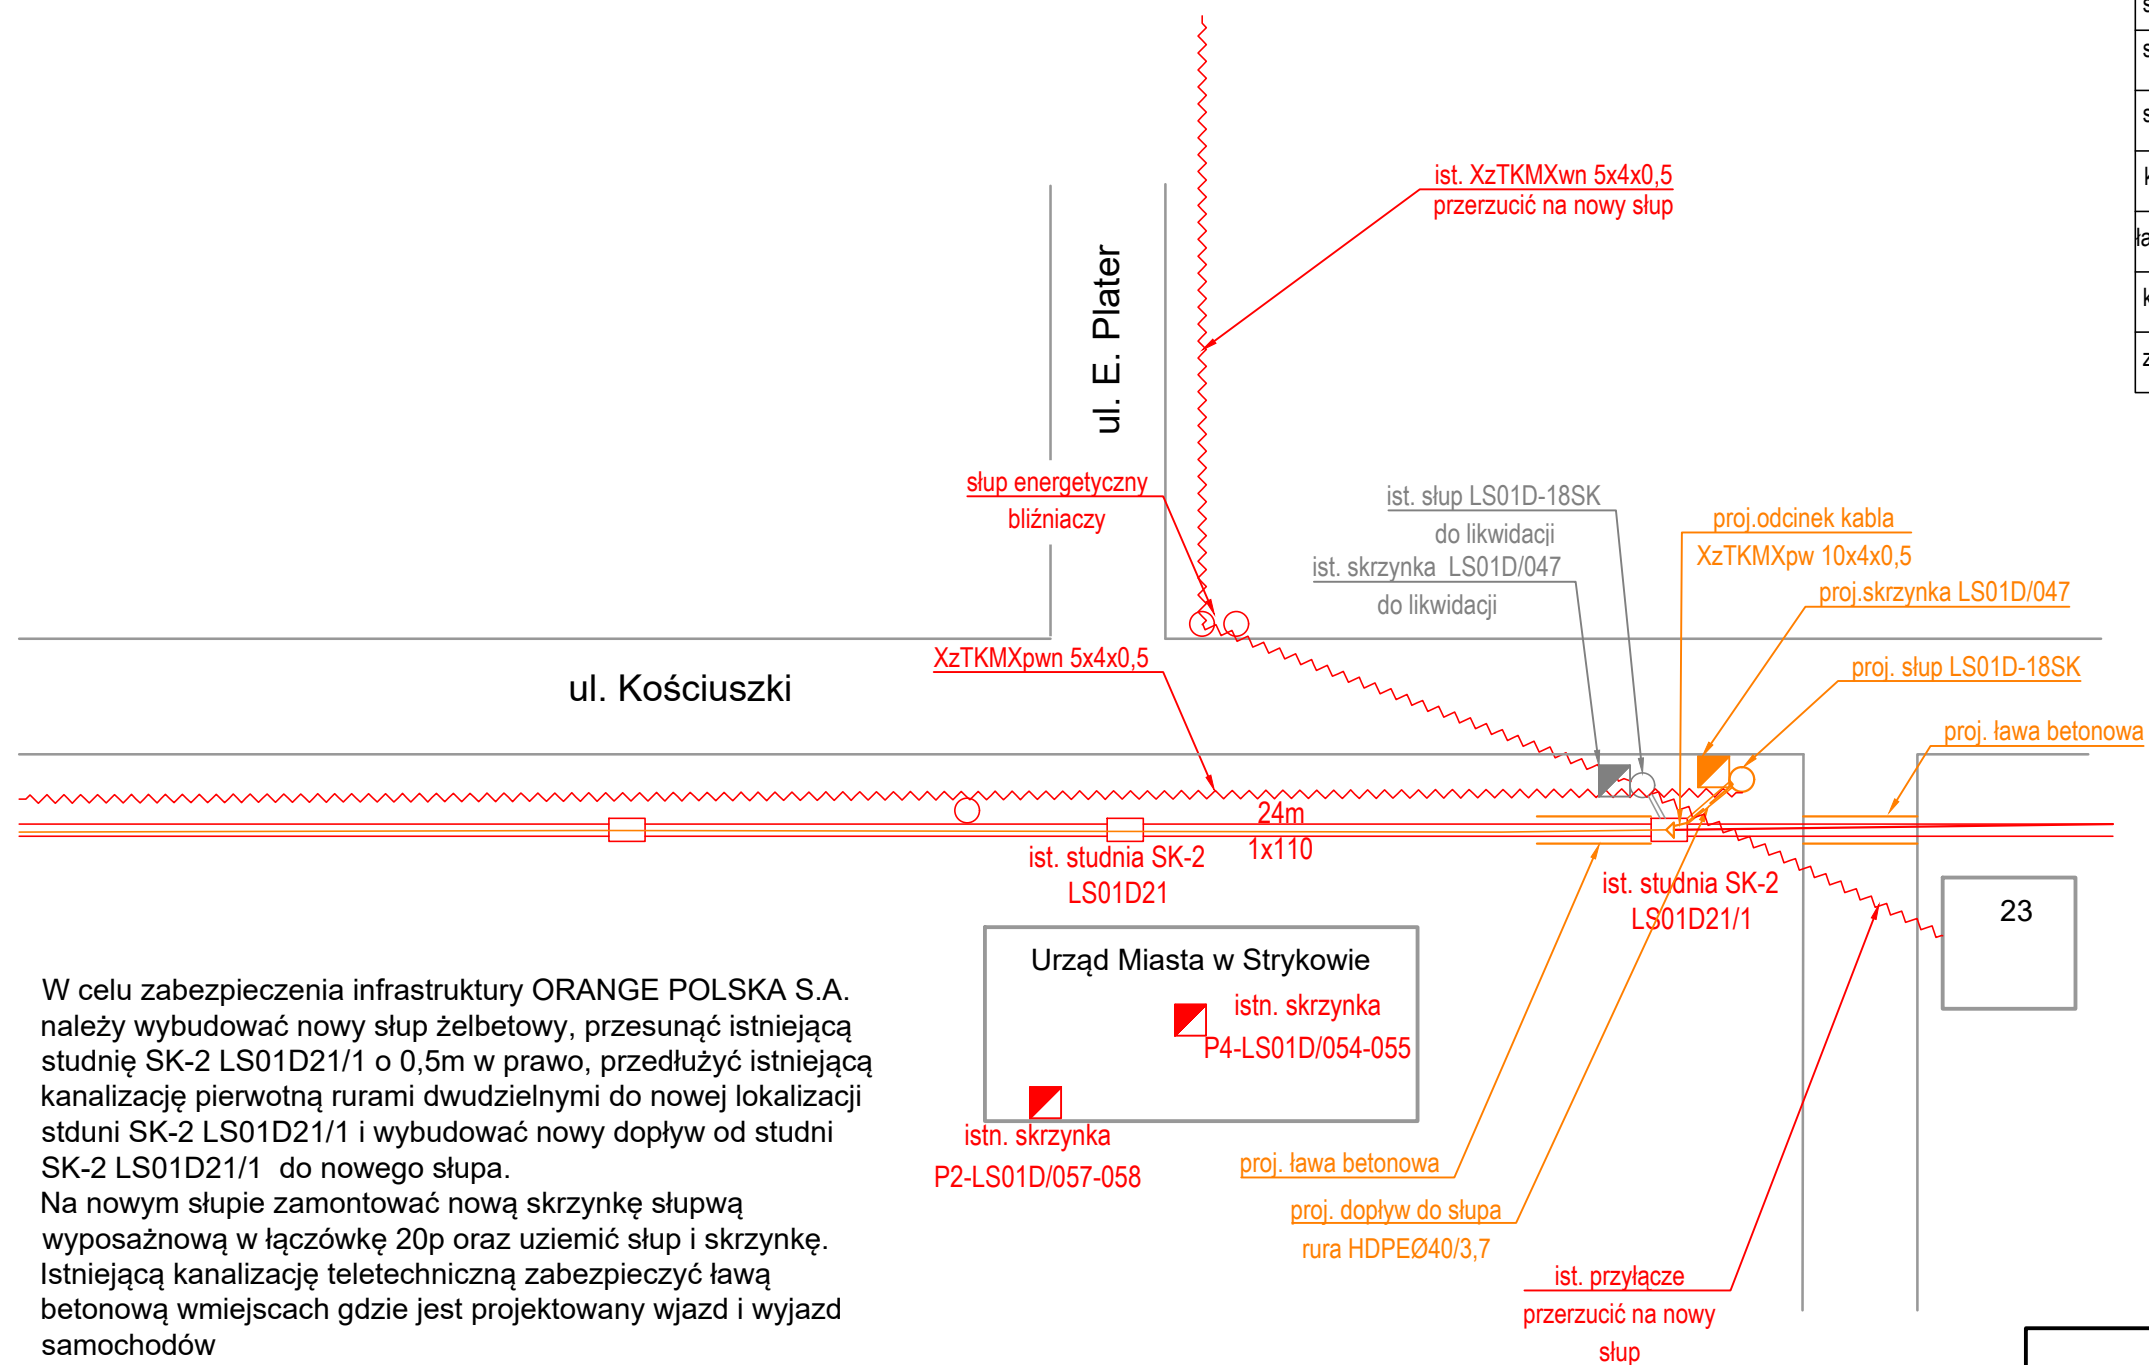 ist. XzTKMXwn 5x4x0,5
przerzucić na nowy słup
ul. E. Plater
słup energetyczny
bliźniaczy
ist. słup LS01D-18SK
do likwidacji
ist. skrzynka LS01D/047
do likwidacji
proj.odcinek kabla
XzTKMXpw 10x4x0,5
proj.skrzynka LS01D/047
proj. słup LS01D-18SK
proj. ława betonowa
XzTKMXpwn 5x4x0,5
ul. Kościuszki
24m
1x110
ist. studnia SK-2
LS01D21
ist. studnia SK-2
LS01D21/1
23
Urząd Miasta w Strykowie
istn. skrzynka
P4-LS01D/054-055
istn. skrzynka
P2-LS01D/057-058
proj. ława betonowa
proj. dopływ do słupa
rura HDPEØ40/3,7
ist. przyłącze
przerzucić na nowy
słup
W celu zabezpieczenia infrastruktury ORANGE POLSKA S.A.
należy wybudować nowy słup żelbetowy, przesunąć istniejącą
studnię SK-2 LS01D21/1 o 0,5m w prawo, przedłużyć istniejącą
kanalizację pierwotną rurami dwudzielnymi do nowej lokalizacji
stduni SK-2 LS01D21/1 i wybudować nowy dopływ od studni
SK-2 LS01D21/1 do nowego słupa.
Na nowym słupie zamontować nową skrzynkę słupwą
wyposażnową w łączówkę 20p oraz uziemić słup i skrzynkę.
Istniejącą kanalizację teletechniczną zabezpieczyć ławą
betonową wmiejscach gdzie jest projektowany wjazd i wyjazd
samochodów